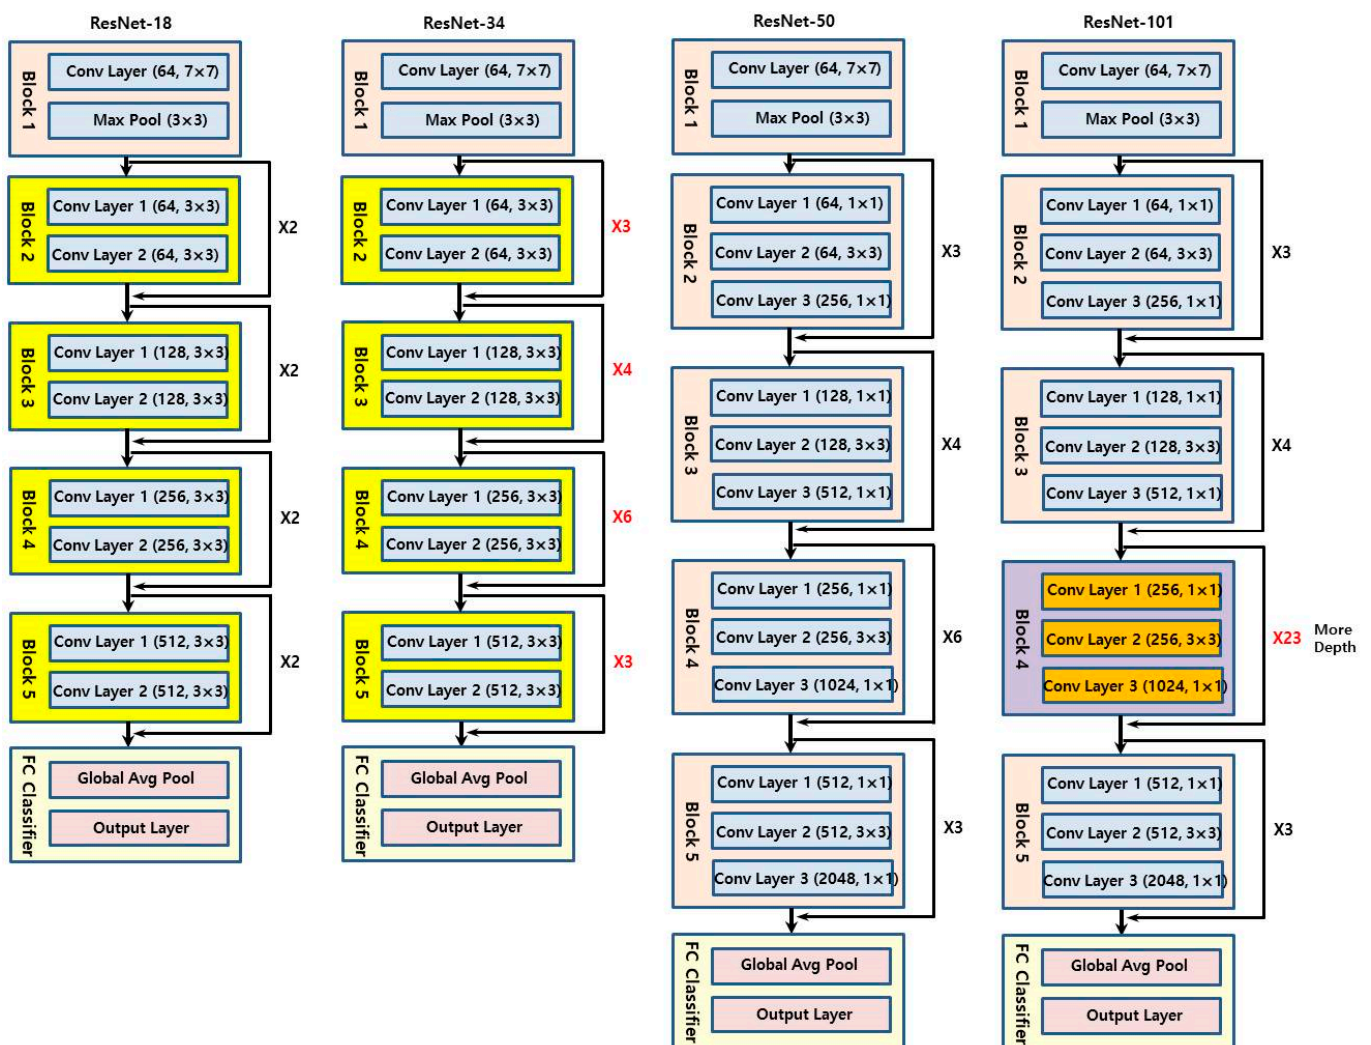 ResNet-18
Block 1
Conv Layer (64, 7×7)
Max Pool (3×3)
Block 2
Conv Layer 1 (64, 3×3)
Conv Layer 2 (64, 3×3)
X2
Block 3
Conv Layer 1 (128, 3×3)
Conv Layer 2 (128, 3×3)
X2
Block 4
Conv Layer 1 (256, 3×3)
Conv Layer 2 (256, 3×3)
X2
Block 5
Conv Layer 1 (512, 3×3)
Conv Layer 2 (512, 3×3)
X2
FC Classifier
Global Avg Pool
Output Layer
ResNet-34
Block 1
Conv Layer (64, 7×7)
Max Pool (3×3)
Block 2
Conv Layer 1 (64, 3×3)
Conv Layer 2 (64, 3×3)
X3
Block 3
Conv Layer 1 (128, 3×3)
Conv Layer 2 (128, 3×3)
X4
Block 4
Conv Layer 1 (256, 3×3)
Conv Layer 2 (256, 3×3)
X6
Block 5
Conv Layer 1 (512, 3×3)
Conv Layer 2 (512, 3×3)
X3
FC Classifier
Global Avg Pool
Output Layer
ResNet-50
Block 1
Conv Layer (64, 7×7)
Max Pool (3×3)
Block 2
Conv Layer 1 (64, 1×1)
Conv Layer 2 (64, 3×3)
Conv Layer 3 (256, 1×1)
X3
Block 3
Conv Layer 1 (128, 1×1)
Conv Layer 2 (128, 3×3)
Conv Layer 3 (512, 1×1)
X4
Block 4
Conv Layer 1 (256, 1×1)
Conv Layer 2 (256, 3×3)
Conv Layer 3 (1024, 1×1)
X6
Block 5
Conv Layer 1 (512, 1×1)
Conv Layer 2 (512, 3×3)
Conv Layer 3 (2048, 1×1)
X3
FC Classifier
Global Avg Pool
Output Layer
ResNet-101
Block 1
Conv Layer (64, 7×7)
Max Pool (3×3)
Block 2
Conv Layer 1 (64, 1×1)
Conv Layer 2 (64, 3×3)
Conv Layer 3 (256, 1×1)
X3
Block 3
Conv Layer 1 (128, 1×1)
Conv Layer 2 (128, 3×3)
Conv Layer 3 (512, 1×1)
X4
Block 4
Conv Layer 1 (256, 1×1)
Conv Layer 2 (256, 3×3)
Conv Layer 3 (1024, 1×1)
X23
More
Depth
Block 5
Conv Layer 1 (512, 1×1)
Conv Layer 2 (512, 3×3)
Conv Layer 3 (2048, 1×1)
X3
FC Classifier
Global Avg Pool
Output Layer